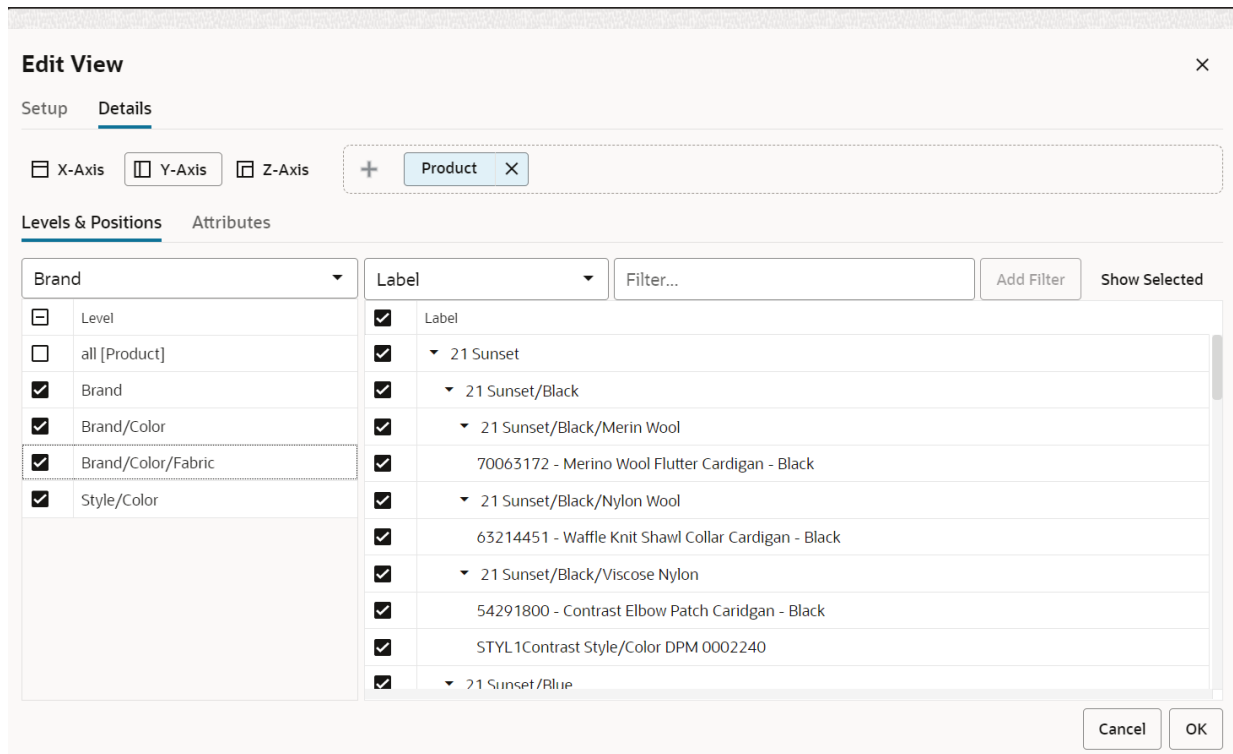 Edit View
Setup Details
X-Axis Y-Axis Z-Axis Product
Levels & Positions Attributes
Brand Label Filter... Add Filter Show Selected
Level Label
all [Product] 21 Sunset
Brand 21 Sunset/Black
Brand/Color 21 Sunset/Black/Merin Wool
Brand/Color/Fabric 70063172 - Merino Wool Flutter Cardigan - Black
Style/Color 21 Sunset/Black/Nylon Wool
63214451 - Waffle Knit Shawl Collar Cardigan - Black
21 Sunset/Black/Viscose Nylon
54291800 - Contrast Elbow Patch Caridgan - Black
STYL1Contrast Style/Color DPM 0002240
21 Sunset/Blue
Cancel OK